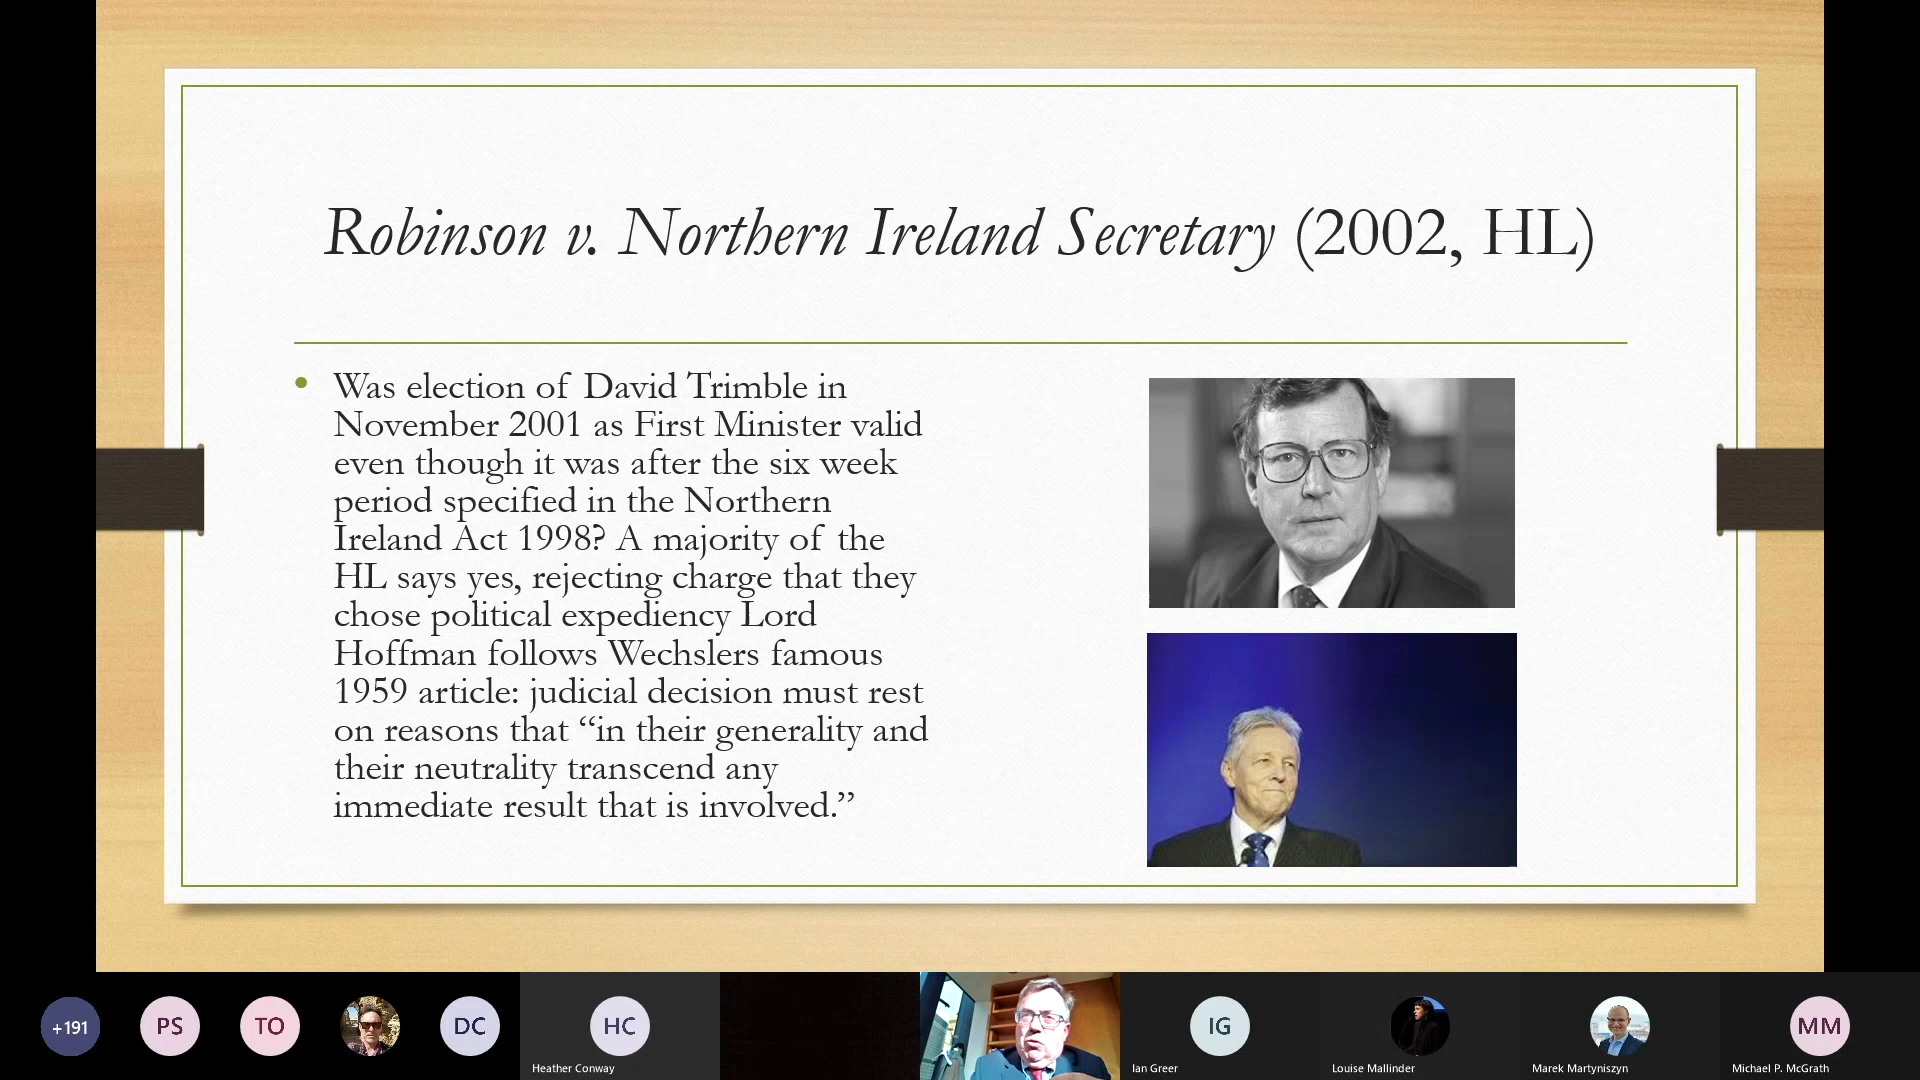 Robinson v. Northern Ireland Secretary (2002, HL)
• Was election of David Trimble in
November 2001 as First Minister valid
even though it was after the six week
period specified in the Northern
Ireland Act 1998? A majority of the
HL says yes, rejecting charge that they
chose political expediency Lord
Hoffman follows Wechslers famous
1959 article: judicial decision must rest
on reasons that “in their generality and
their neutrality transcend any
immediate result that is involved.”
+191
PS
TO
DC
HC
IG
MM
Heather Conway
Ian Greer
Louise Mallinder
Marek Martyniszyn
Michael P. McGrath